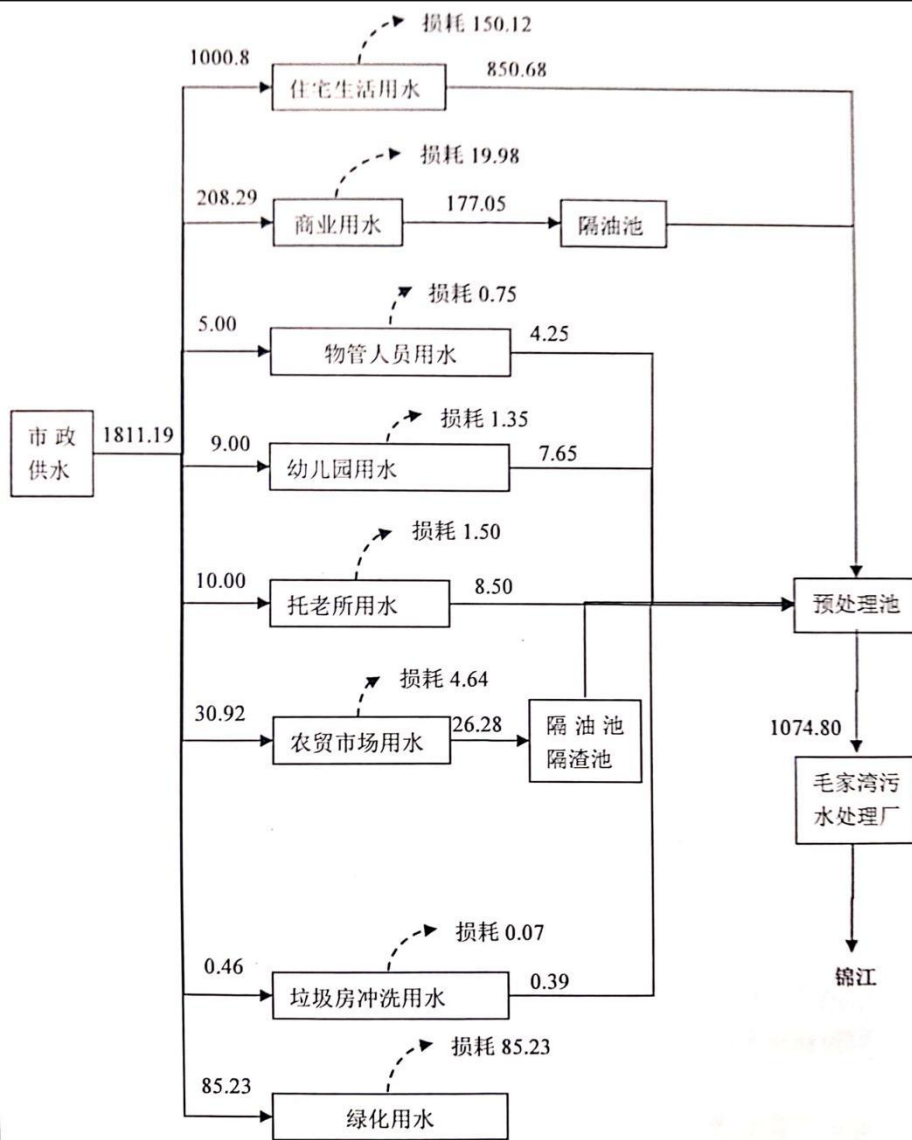 损耗 150.12
1000.8
住宅生活用水
850.68
损耗 19.98
208.29
商业用水
177.05
隔油池
损耗 0.75
5.00
物管人员用水
4.25
市政
供水
1811.19
损耗 1.35
9.00
幼儿园用水
7.65
损耗 1.50
10.00
托老所用水
8.50
预处理池
损耗 4.64
30.92
农贸市场用水
26.28
隔油池
隔渣池
1074.80
毛家湾污
水处理厂
锦江
损耗 0.07
0.46
垃圾房冲洗用水
0.39
损耗 85.23
85.23
绿化用水